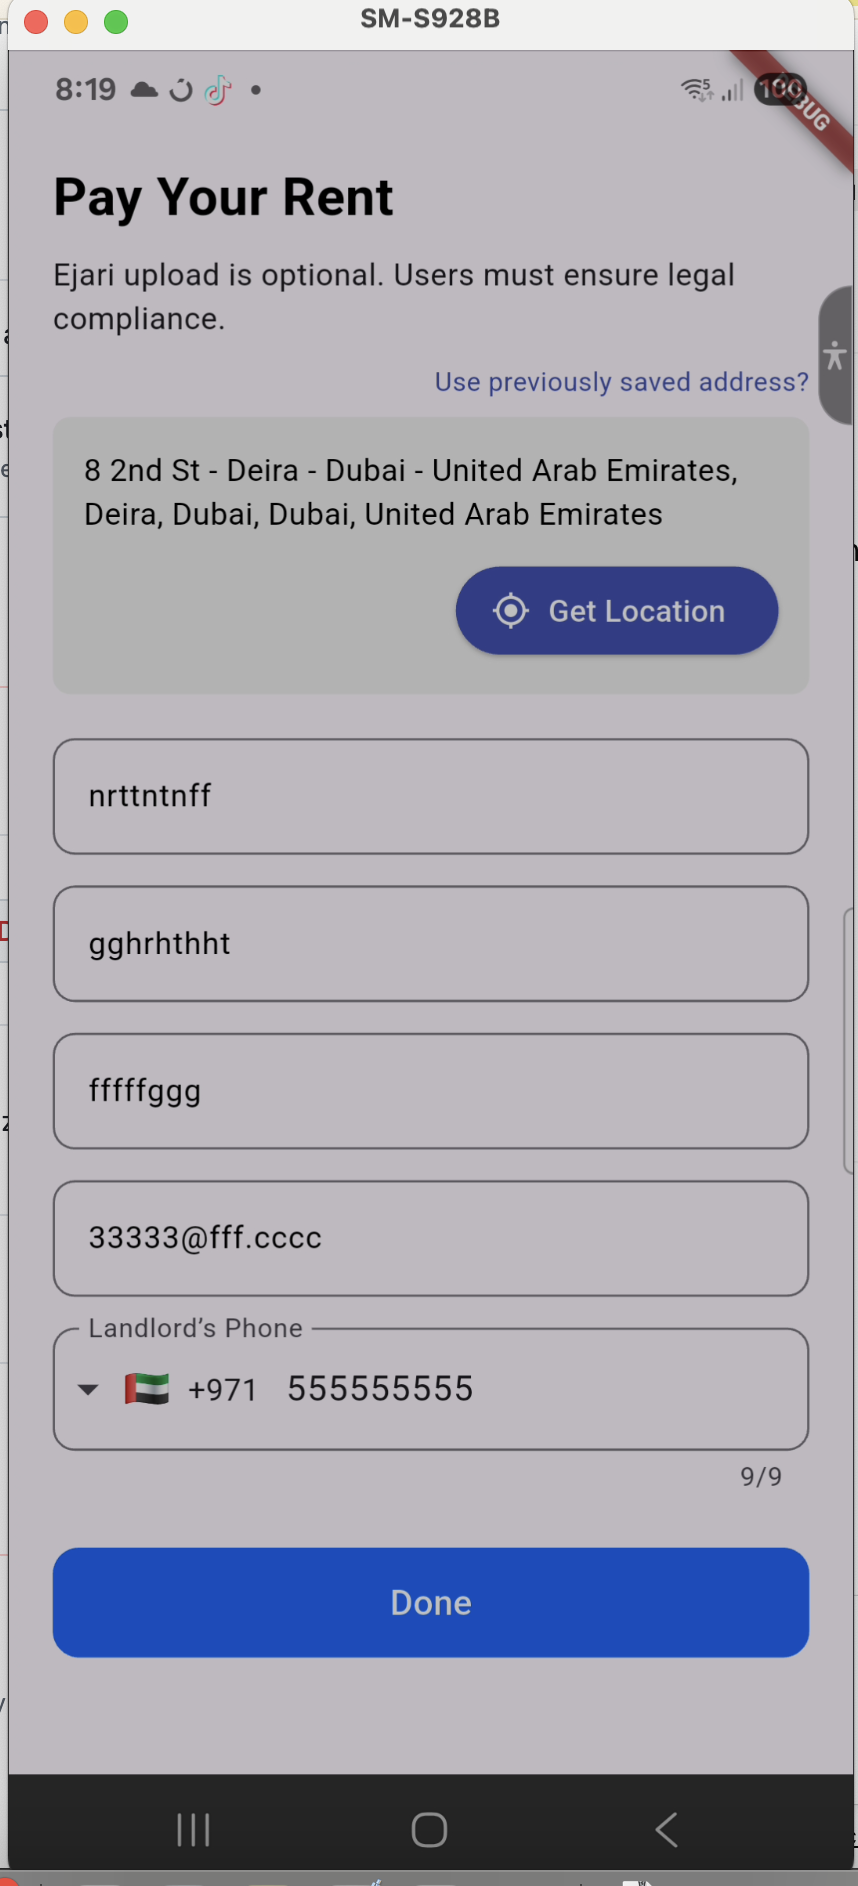 SM-S928B
8:19
Pay Your Rent
Ejari upload is optional. Users must ensure legal
compliance.
Use previously saved address?
8 2nd St - Deira - Dubai - United Arab Emirates,
Deira, Dubai, Dubai, United Arab Emirates
Get Location
nrttntnff
gghrhthht
fffffggg
33333@fff.cccc
Landlord’s Phone
+971 555555555
9/9
Done